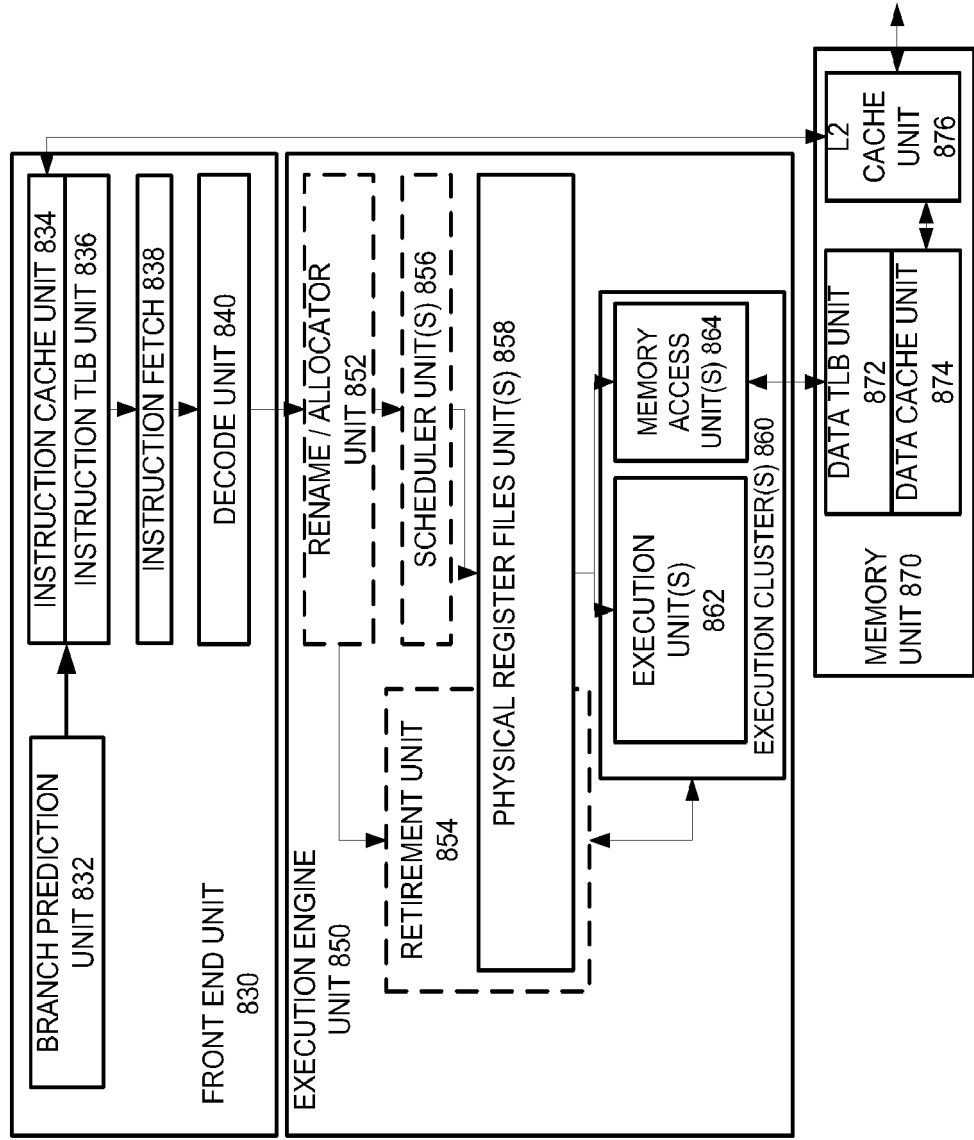 BRANCH PREDICTION
UNIT 832
INSTRUCTION CACHE UNIT 834
INSTRUCTION TLB UNIT 836
INSTRUCTION FETCH 838
DECODE UNIT 840
FRONT END UNIT
830
EXECUTION ENGINE
UNIT 850
RENAME / ALLOCATOR
UNIT 852
SCHEDULER UNIT(S) 856
RETIREMENT UNIT
854
PHYSICAL REGISTER FILES UNIT(S) 858
EXECUTION
UNIT(S)
862
MEMORY
ACCESS
UNIT(S) 864
EXECUTION CLUSTER(S) 860
MEMORY
UNIT 870
DATA TLB UNIT
872
DATA CACHE UNIT
874
L2
CACHE
UNIT
876